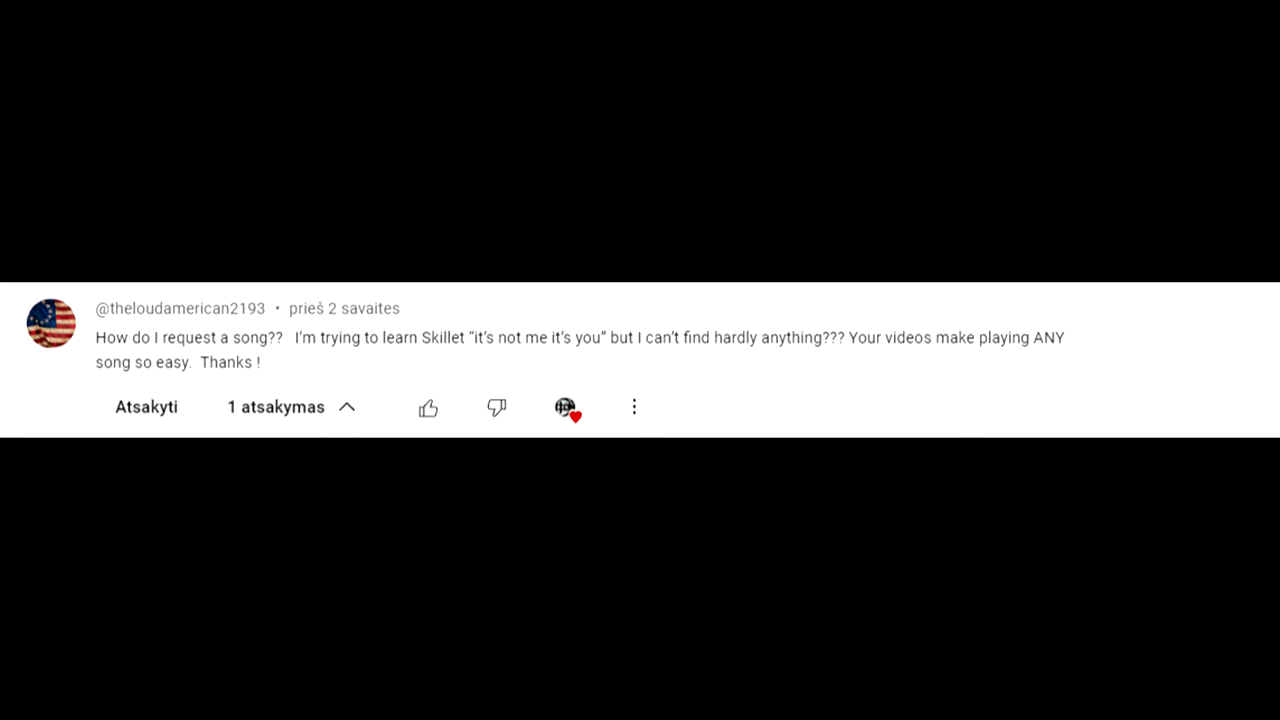 @theloudamerican2193 • prieš 2 savaites
How do I request a song??   I'm trying to learn Skillet “it's not me it's you” but I can't find hardly anything??? Your videos make playing ANY
song so easy.  Thanks !
Atsakyti 1 atsakymas